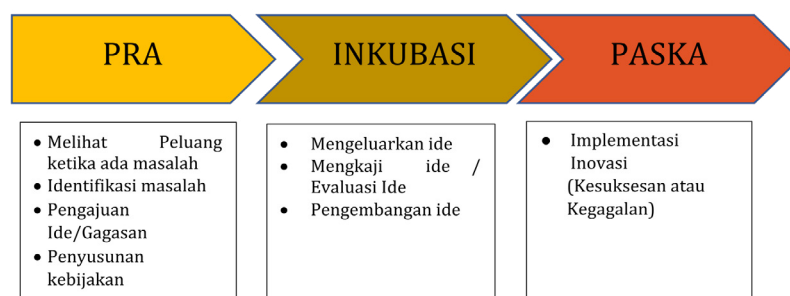 PRA
INKUBASI
PASKA
• Melihat Peluang
ketika ada masalah
• Identifikasi masalah
• Pengajuan
Ide/Gagasan
• Penyusunan
kebijakan
• Mengeluarkan ide
• Mengkaji ide /
Evaluasi Ide
• Pengembangan ide
• Implementasi
Inovasi
(Kesuksesan atau
Kegagalan)